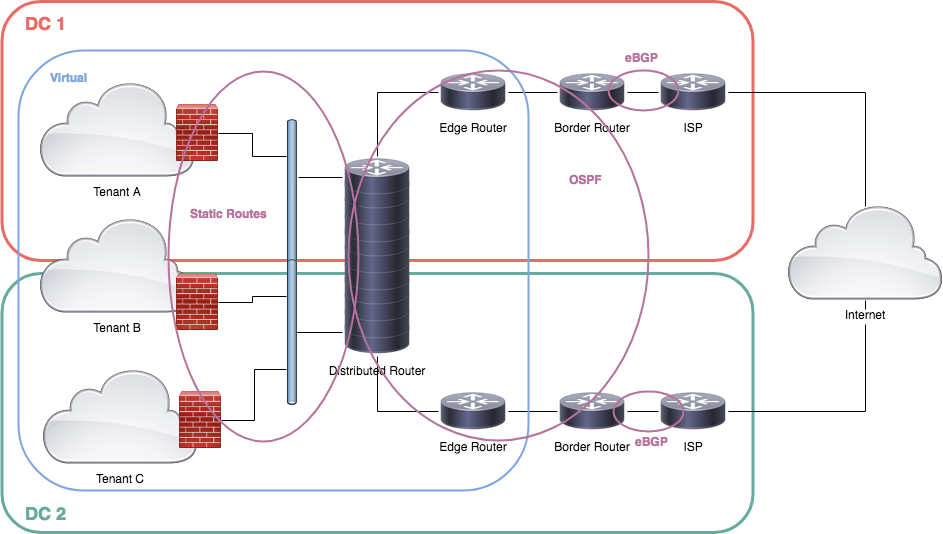 DC 1
eBGP
Virtual
Edge Router
Border Router
ISP
OSPF
Tenant A
Static Routes
Internet
Tenant B
Distributed Router
Edge Router
Border Router
eBGP
ISP
Tenant C
DC 2